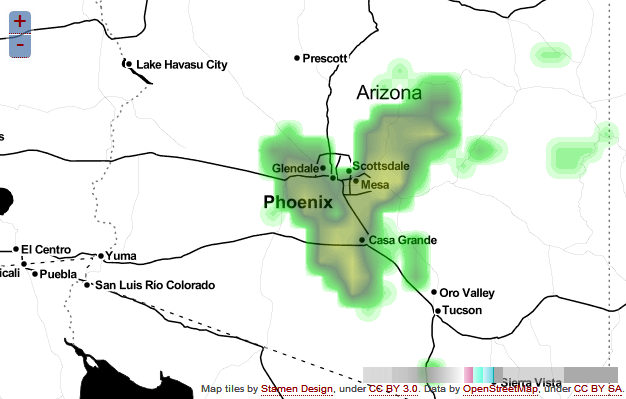 +
-
Lake Havasu City
Prescott
Arizona
s
Glendale
Scottsdale
Mesa
Phoenix
Casa Grande
El Centro
Yuma
icali
Puebla
San Luis Río Colorado
Oro Valley
Tucson
Sierra Vista
Map tiles by Stamen Design, under CC BY 3.0. Data by OpenStreetMap, under CC BY SA.